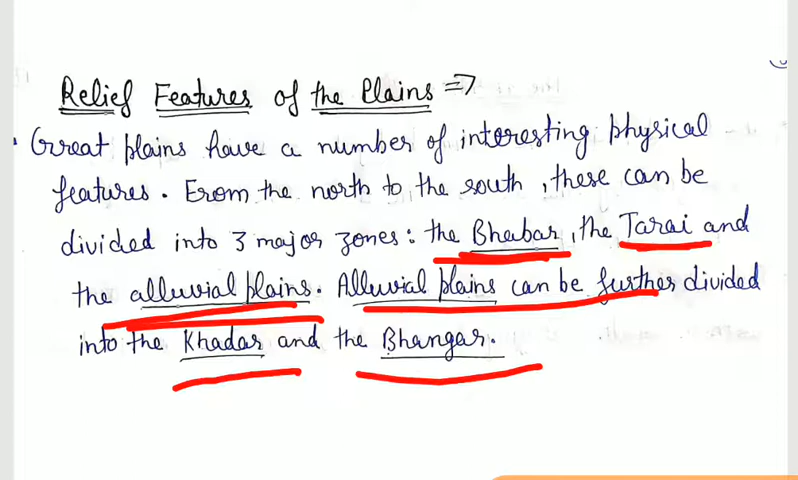 Relief Features of the Plains =>
• Great plains have a number of interesting physical
features. From the north to the south, these can be
divided into 3 major zones: the Bhabar, the Tarai and
the alluvial plains. Alluvial plains can be further divided
into the Khadar and the Bhangar.